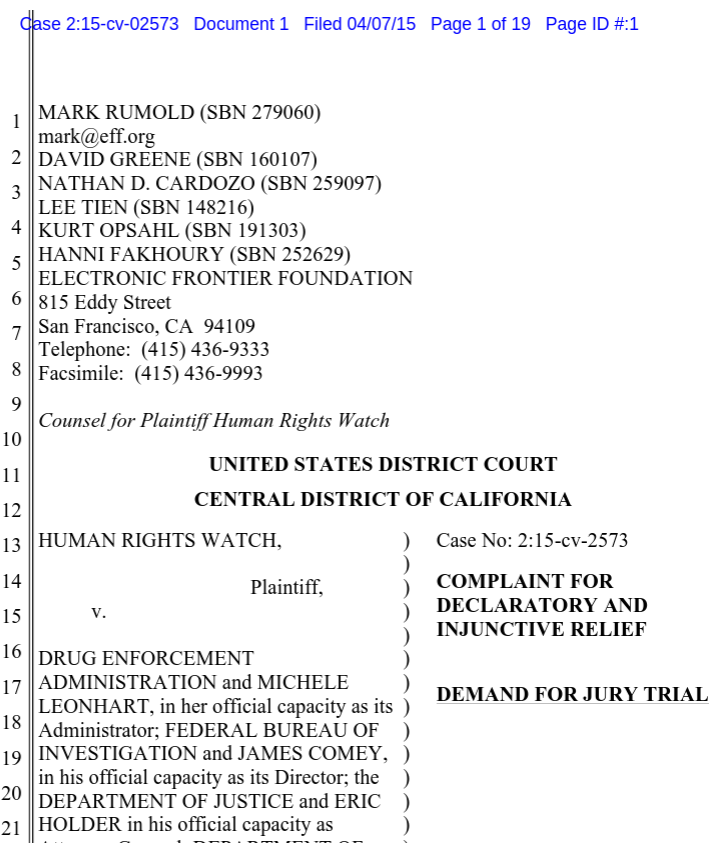 Case 2:15-cv-02573 Document 1 Filed 04/07/15 Page 1 of 19 Page ID #:1
1 MARK RUMOLD (SBN 279060)
mark@eff.org
2 DAVID GREENE (SBN 160107)
3 NATHAN D. CARDOZO (SBN 259097)
LEE TIEN (SBN 148216)
4 KURT OPSAHL (SBN 191303)
5 HANNI FAKHOURY (SBN 252629)
ELECTRONIC FRONTIER FOUNDATION
6 815 Eddy Street
7 San Francisco, CA 94109
Telephone: (415) 436-9333
8 Facsimile: (415) 436-9993
9
Counsel for Plaintiff Human Rights Watch
10
11 UNITED STATES DISTRICT COURT
12 CENTRAL DISTRICT OF CALIFORNIA
13 HUMAN RIGHTS WATCH, ) Case No: 2:15-cv-2573
)
14 Plaintiff, ) COMPLAINT FOR
15 v. ) DECLARATORY AND
) INJUNCTIVE RELIEF
16 DRUG ENFORCEMENT )
17 ADMINISTRATION and MICHELE ) DEMAND FOR JURY TRIAL
LEONHART, in her official capacity as its )
18 Administrator; FEDERAL BUREAU OF )
19 INVESTIGATION and JAMES COMEY, )
in his official capacity as its Director; the )
20 DEPARTMENT OF JUSTICE and ERIC )
21 HOLDER in his official capacity as )